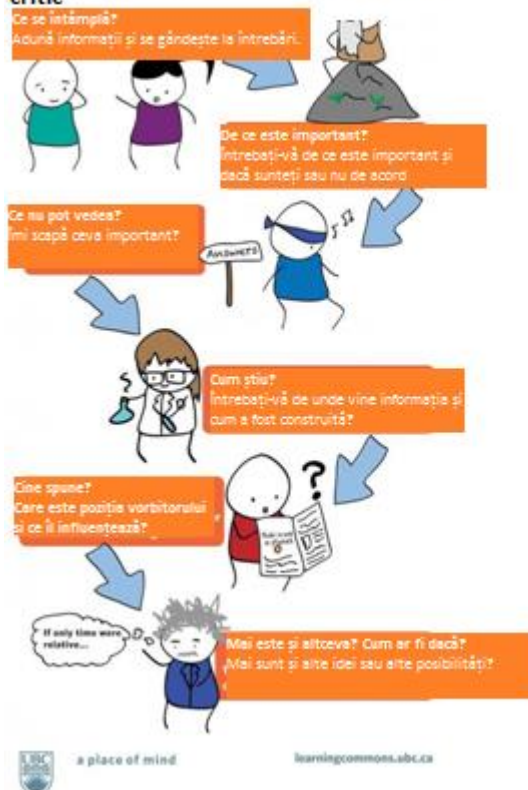 critic
Ce se întâmplă?
Adună informații și se gândește la întrebări.
De ce este important?
Întrebați-vă de ce este important și
dacă sunteți sau nu de acord
Ce nu pot vedea?
Îmi scapă ceva important?
ANSWERS
Cum știu?
Întrebați-vă de unde vine informația și
cum a fost construită?
Cine spune?
Care este poziția vorbitorului
și ce îl influentează?
If only time were
relative...
Mai este și altceva? Cum ar fi dacă?
Mai sunt și alte idei sau alte posibilități?
UBC
a place of mind
learningcommons.ubc.ca